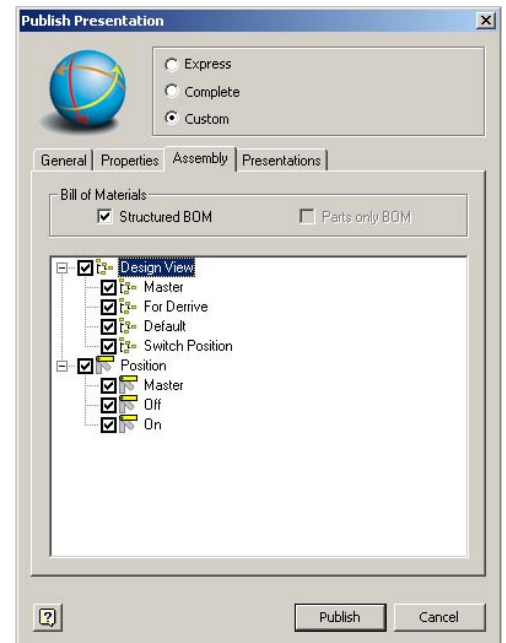 Publish Presentation
Express
Complete
Custom
General Properties Assembly Presentations
Bill of Materials
Structured BOM Parts only BOM
Design View
Master
For Derrive
Default
Switch Position
Position
Master
Off
On
Publish Cancel